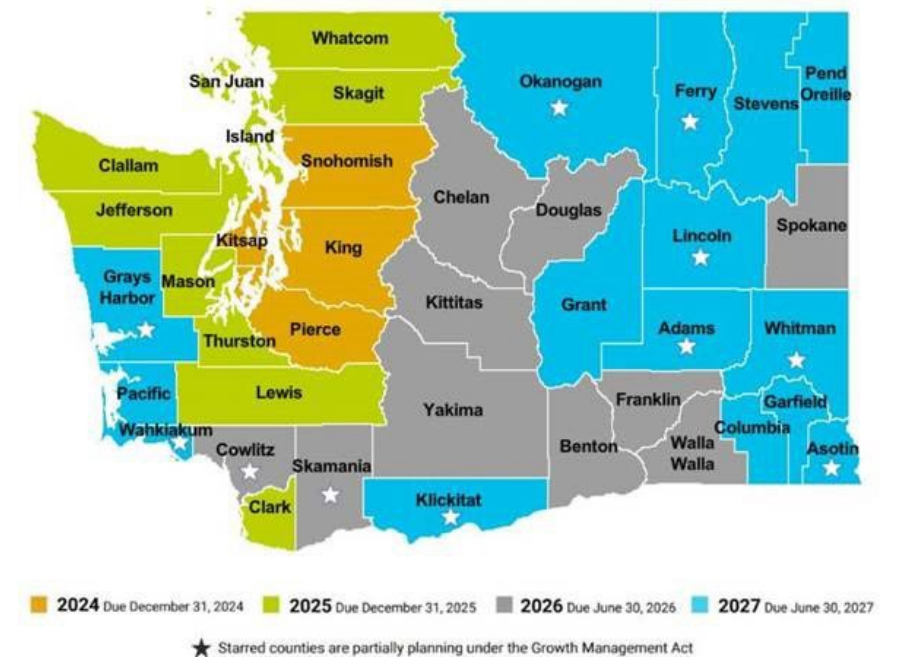 Whatcom
San Juan
Skagit
Okanogan
Ferry
Stevens
Pend
Oreille
Island
Snohomish
Clallam
Chelan
Jefferson
Douglas
Kitsap
King
Lincoln
Spokane
Grays
Harbor
Mason
Kittitas
Grant
Thurston
Pierce
Adams
Whitman
Pacific
Lewis
Yakima
Franklin
Garfield
Wahkiakum
Columbia
Cowlitz
Skamania
Benton
Walla
Walla
Asotin
Clark
Klickitat
2024 Due December 31, 2024 2025 Due December 31, 2025 2026 Due June 30, 2026 2027 Due June 30, 2027
Starred counties are partially planning under the Growth Management Act